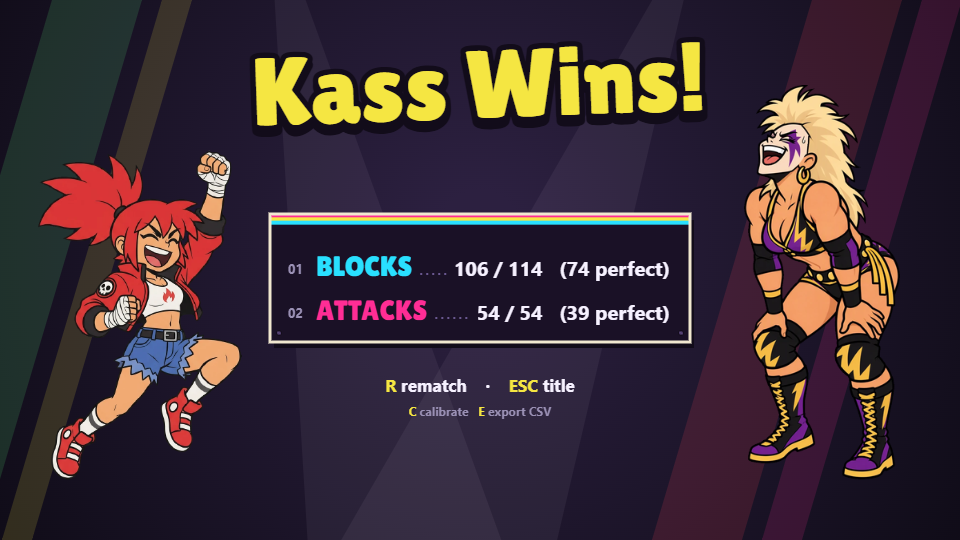 Kass Wins!
01 BLOCKS ..... 106 / 114 (74 perfect)
02 ATTACKS ...... 54 / 54 (39 perfect)
R rematch · ESC title
C calibrate E export CSV